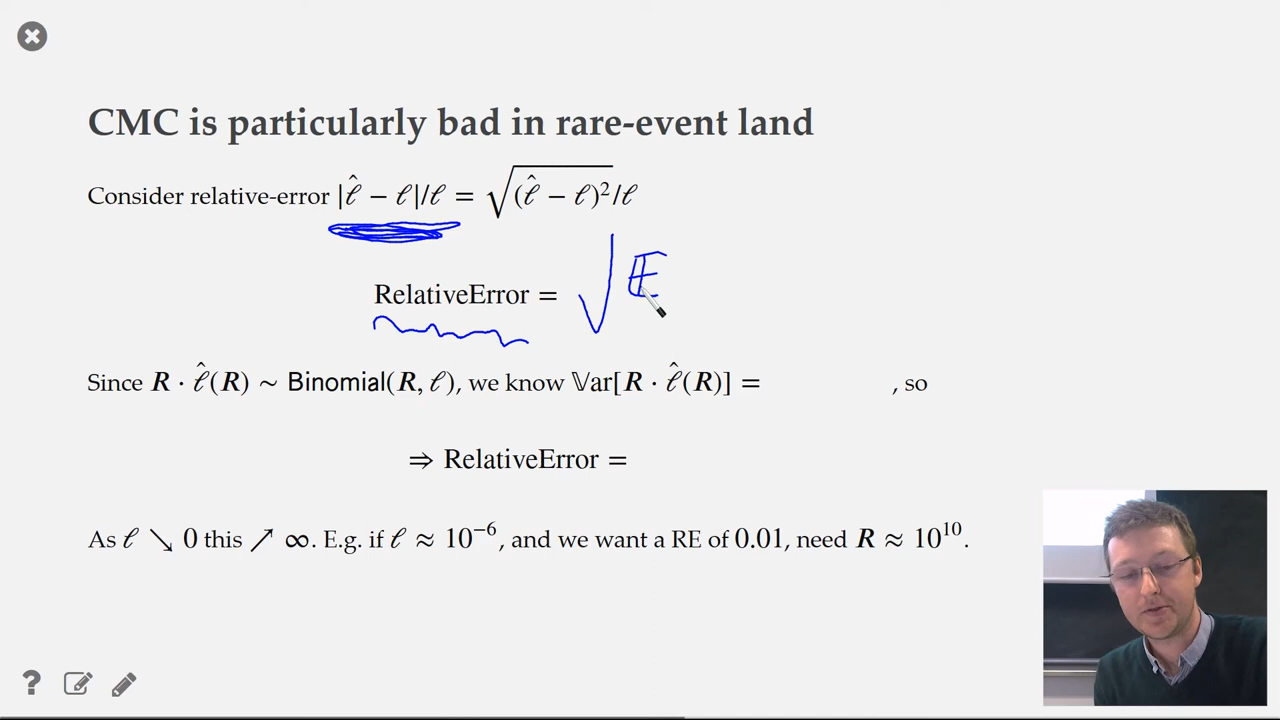 CMC is particularly bad in rare-event land
Consider relative-error |ℓ̂ − ℓ|/ℓ = √(ℓ̂ − ℓ)²/ℓ
RelativeError = √ 𝔼
Since R · ℓ̂(R) ∼ Binomial(R, ℓ), we know 𝕍ar[R · ℓ̂(R)] = , so
⇒ RelativeError =
As ℓ ↘ 0 this ↗ ∞. E.g. if ℓ ≈ 10⁻⁶, and we want a RE of 0.01, need R ≈ 10¹⁰.
?